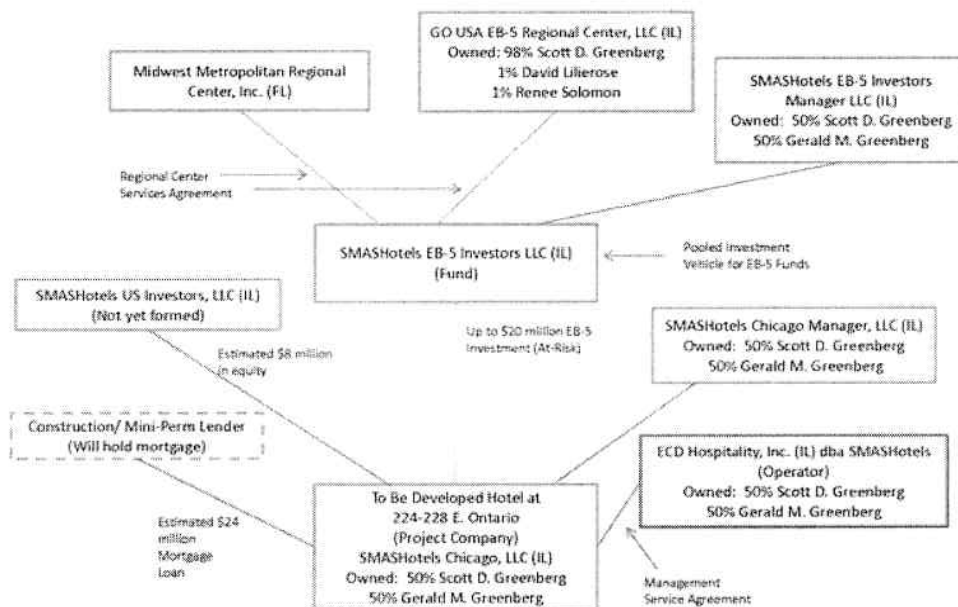 GO USA EB-5 Regional Center, LLC (IL)
Owned: 98% Scott D. Greenberg
1% David Lilierose
1% Renee Solomon
Midwest Metropolitan Regional
Center, Inc. (FL)
SMASHotels EB-5 Investors
Manager LLC (IL)
Owned: 50% Scott D. Greenberg
50% Gerald M. Greenberg
Regional Center
Services Agreement
SMASHotels EB-5 Investors LLC (IL)
(Fund)
Pooled Investment
Vehicle for EB-5 Funds
SMASHotels US Investors, LLC (IL)
(Not yet formed)
Up to $20 million EB-5
Investment (At-Risk)
SMASHotels Chicago Manager, LLC (IL)
Owned: 50% Scott D. Greenberg
50% Gerald M. Greenberg
Estimated $8 million
in equity
Construction/ Mini-Perm Lender
(Will hold mortgage)
ECD Hospitality, Inc. (IL) dba SMASHotels
(Operator)
Owned: 50% Scott D. Greenberg
50% Gerald M. Greenberg
To Be Developed Hotel at
224-228 E. Ontario
(Project Company)
SMASHotels Chicago, LLC (IL)
Owned: 50% Scott D. Greenberg
50% Gerald M. Greenberg
Estimated $24
million
Mortgage
Loan
Management
Service Agreement